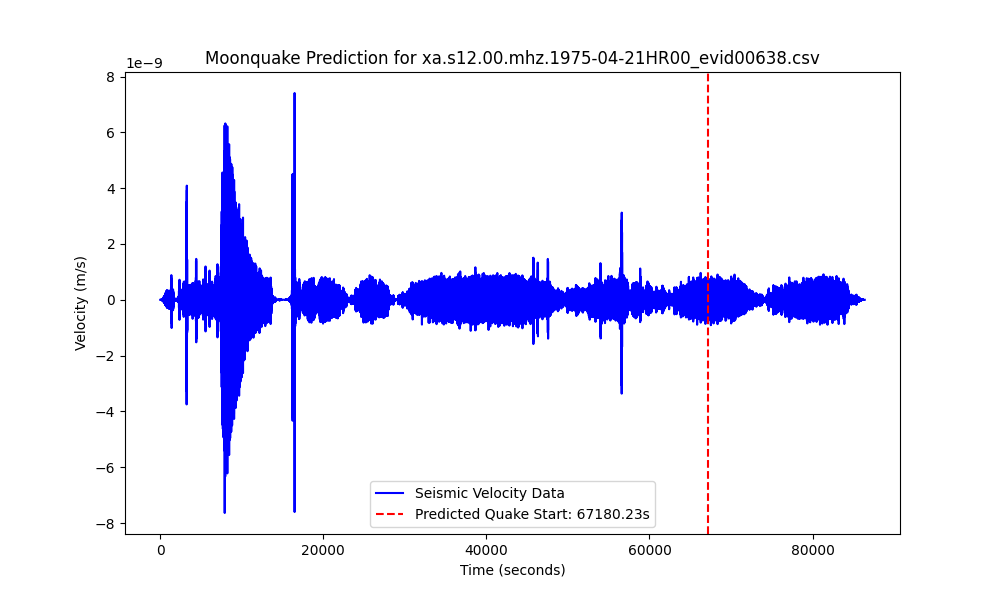 Moonquake Prediction for xa.s12.00.mhz.1975-04-21HR00_evid00638.csv
1e−9
8
6
4
2
0
−2
−4
−6
−8
Velocity (m/s)
Seismic Velocity Data
Predicted Quake Start: 67180.23s
0 20000 40000 60000 80000
Time (seconds)